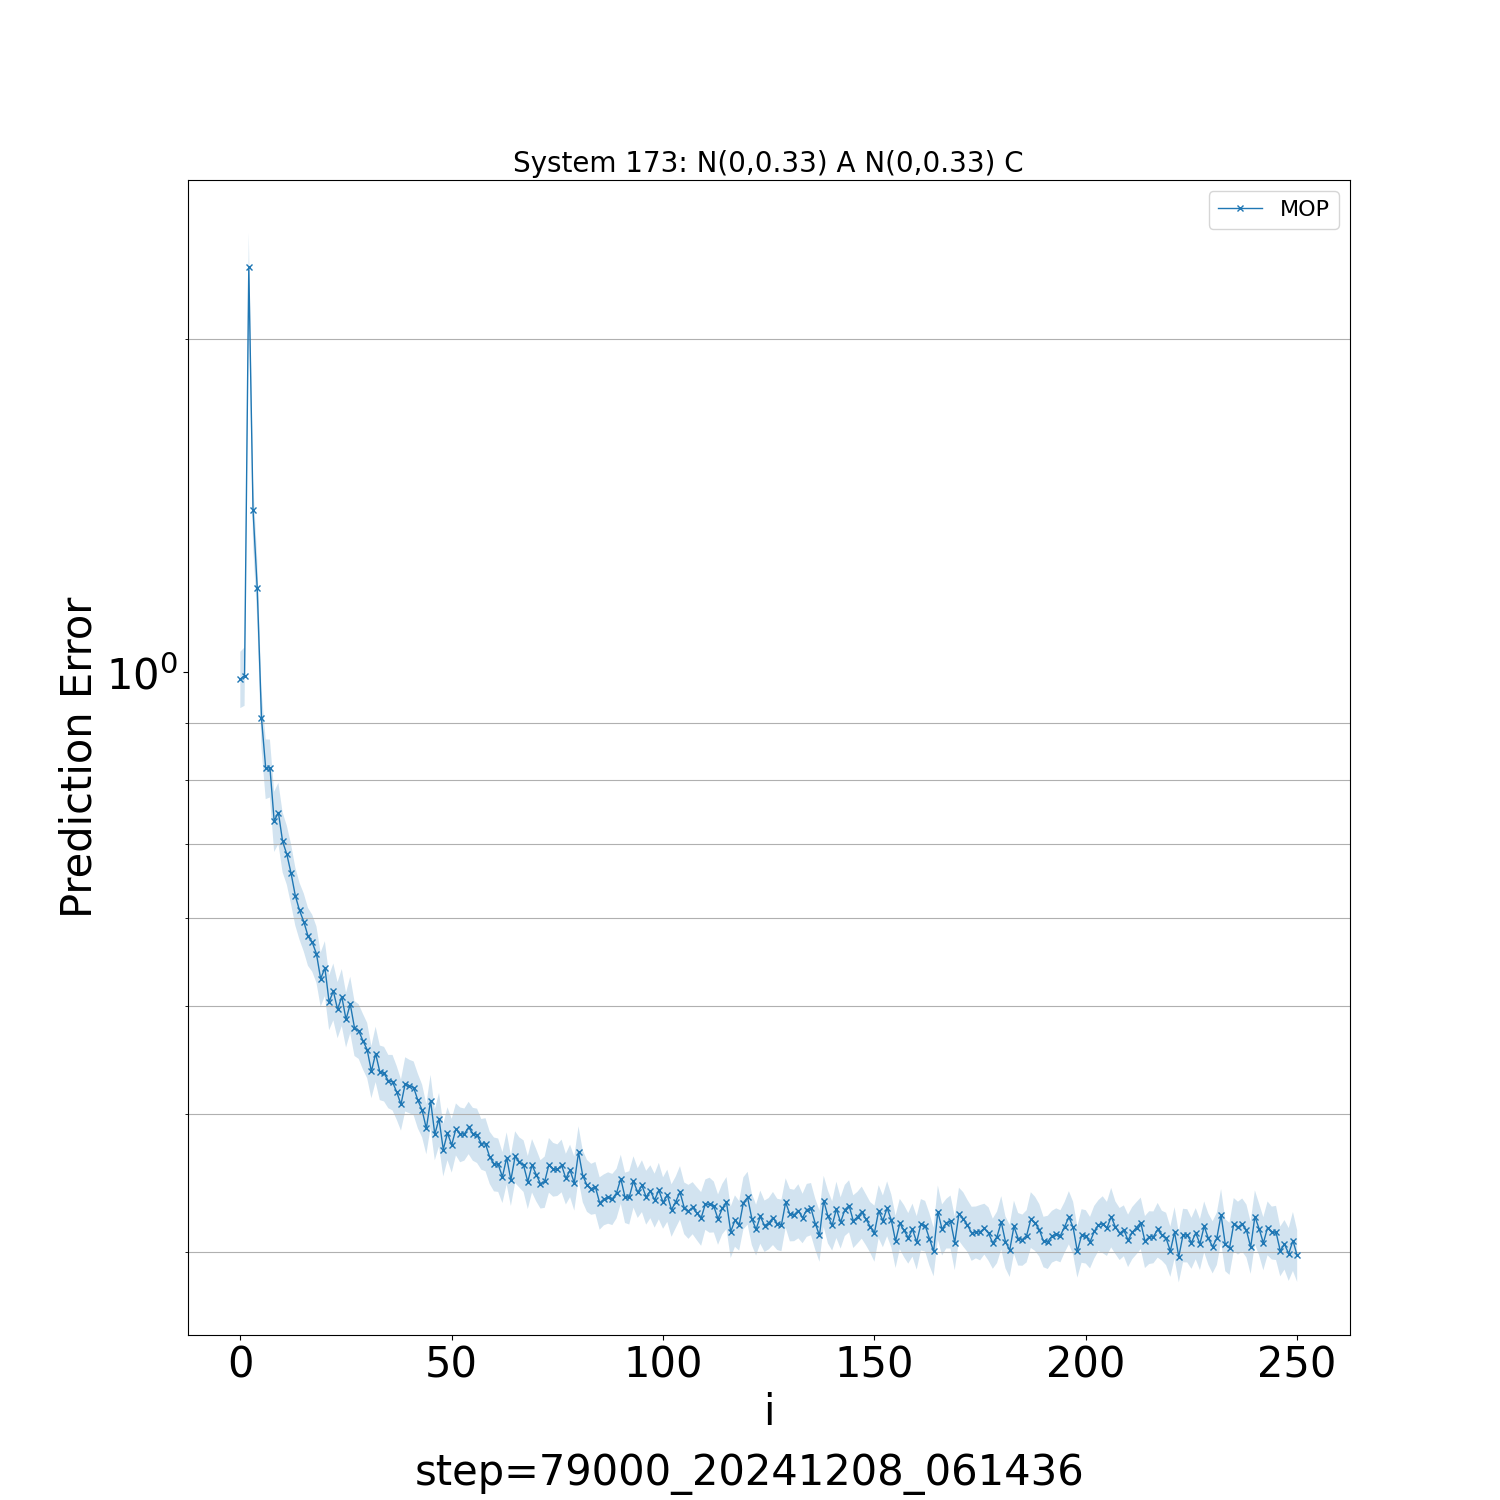 System 173: N(0,0.33) A N(0,0.33) C
MOP
Prediction Error
10⁰
0 50 100 150 200 250
i
step=79000_20241208_061436